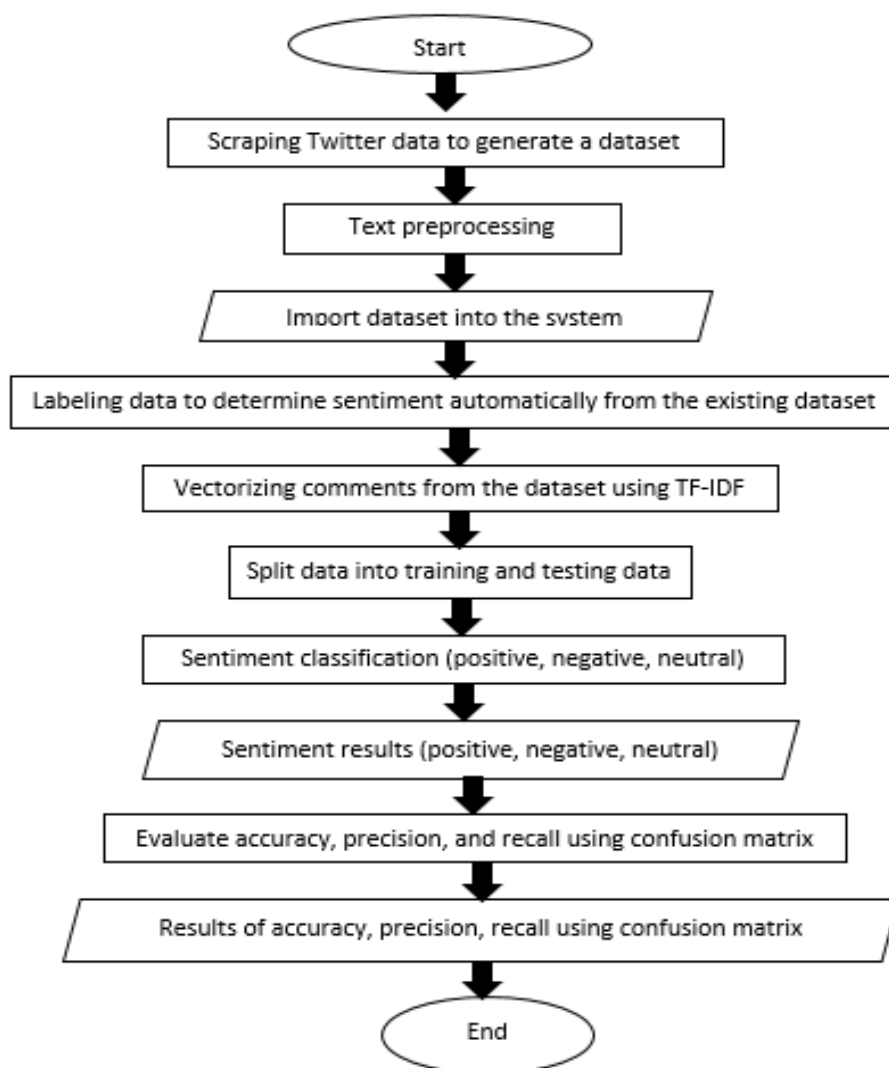 Start
Scraping Twitter data to generate a dataset
Text preprocessing
Import dataset into the system
Labeling data to determine sentiment automatically from the existing dataset
Vectorizing comments from the dataset using TF-IDF
Split data into training and testing data
Sentiment classification (positive, negative, neutral)
Sentiment results (positive, negative, neutral)
Evaluate accuracy, precision, and recall using confusion matrix
Results of accuracy, precision, recall using confusion matrix
End